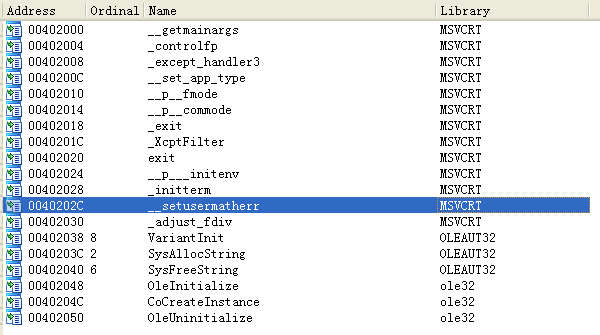 Address Ordinal Name Library
00402000 __getmainargs MSVCRT
00402004 _controlfp MSVCRT
00402008 _except_handler3 MSVCRT
0040200C __set_app_type MSVCRT
00402010 __p__fmode MSVCRT
00402014 __p__commode MSVCRT
00402018 _exit MSVCRT
0040201C _XcptFilter MSVCRT
00402020 exit MSVCRT
00402024 __p___initenv MSVCRT
00402028 _initterm MSVCRT
0040202C __setusermatherr MSVCRT
00402030 _adjust_fdiv MSVCRT
00402038 8 VariantInit OLEAUT32
0040203C 2 SysAllocString OLEAUT32
00402040 6 SysFreeString OLEAUT32
00402048 OleInitialize ole32
0040204C CoCreateInstance ole32
00402050 OleUninitialize ole32